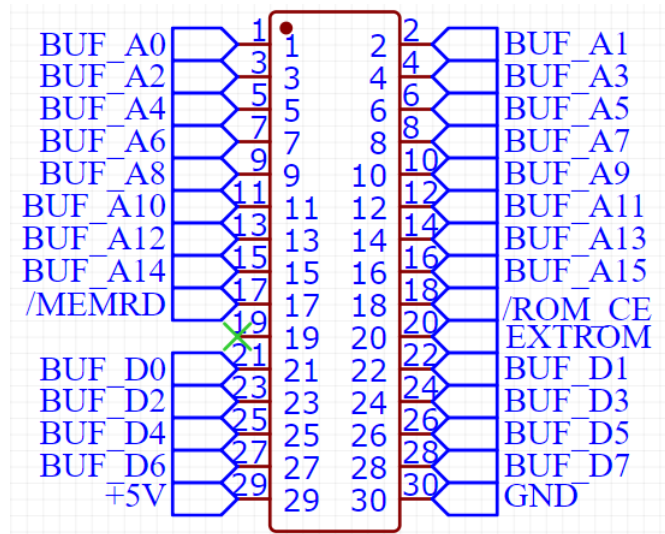 BUF_A0 1 1 2 2 BUF_A1
BUF_A2 3 3 4 4 BUF_A3
BUF_A4 5 5 6 6 BUF_A5
BUF_A6 7 7 8 8 BUF_A7
BUF_A8 9 9 10 10 BUF_A9
BUF_A10 11 11 12 12 BUF_A11
BUF_A12 13 13 14 14 BUF_A13
BUF_A14 15 15 16 16 BUF_A15
/MEMRD 17 17 18 18 /ROM_CE
19 19 20 20 EXTROM
BUF_D0 21 21 22 22 BUF_D1
BUF_D2 23 23 24 24 BUF_D3
BUF_D4 25 25 26 26 BUF_D5
BUF_D6 27 27 28 28 BUF_D7
+5V 29 29 30 30 GND